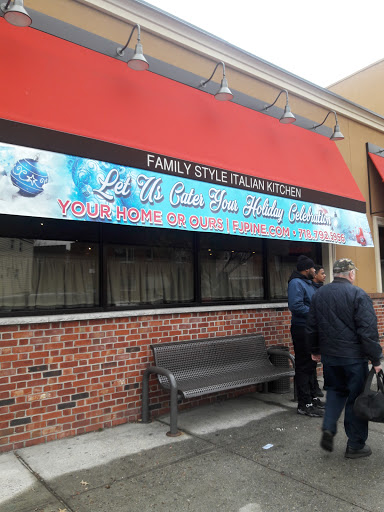 FAMILY STYLE ITALIAN KITCHEN
Let Us Cater Your Holiday Celebration
YOUR HOME OR OURS | FJPINE.COM •